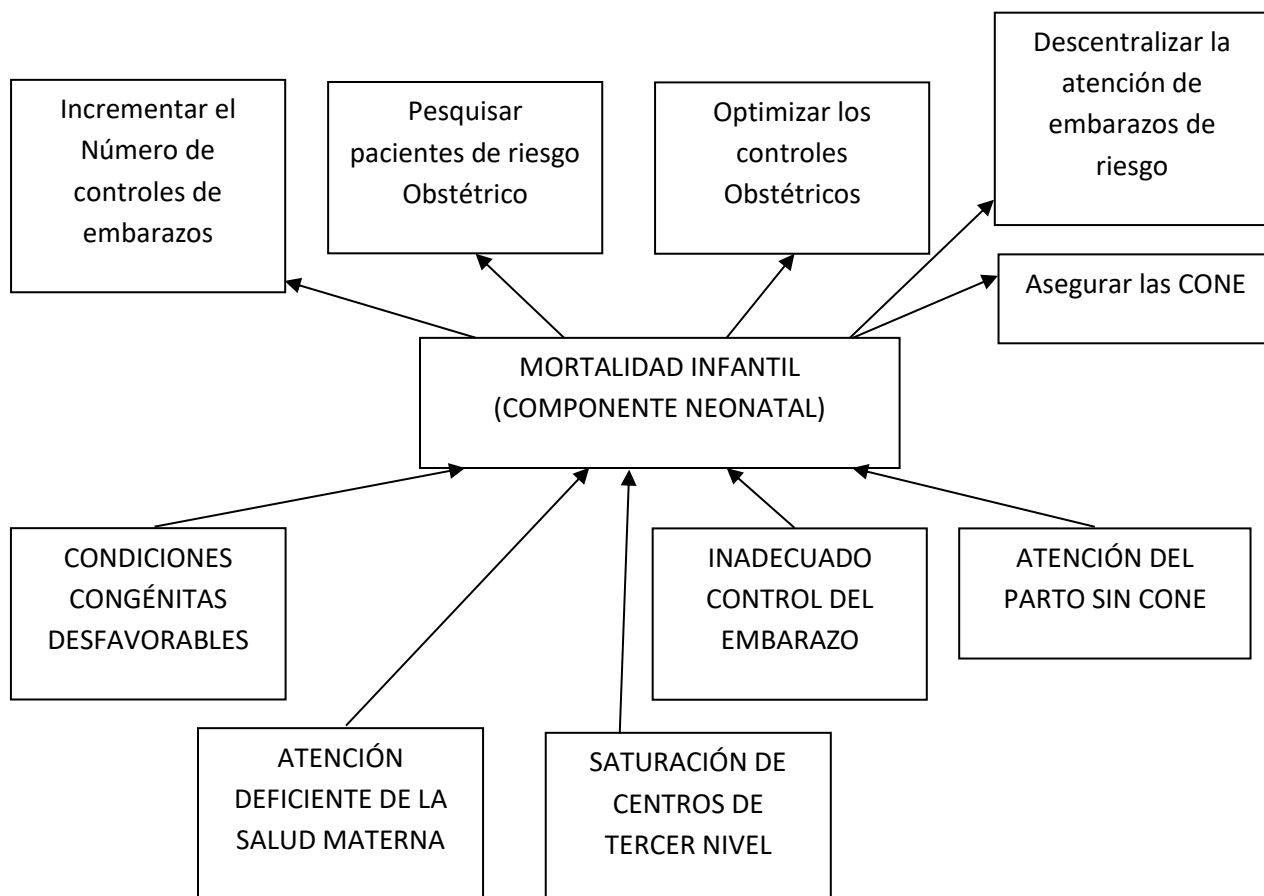 Incrementar el
Número de
controles de
embarazos
Pesquisar
pacientes de riesgo
Obstétrico
Optimizar los
controles
Obstétricos
Descentralizar la
atención de
embarazos de
riesgo
Asegurar las CONE
MORTALIDAD INFANTIL
(COMPONENTE NEONATAL)
CONDICIONES
CONGÉNITAS
DESFAVORABLES
INADECUADO
CONTROL DEL
EMBARAZO
ATENCIÓN DEL
PARTO SIN CONE
ATENCIÓN
DEFICIENTE DE LA
SALUD MATERNA
SATURACIÓN DE
CENTROS DE
TERCER NIVEL